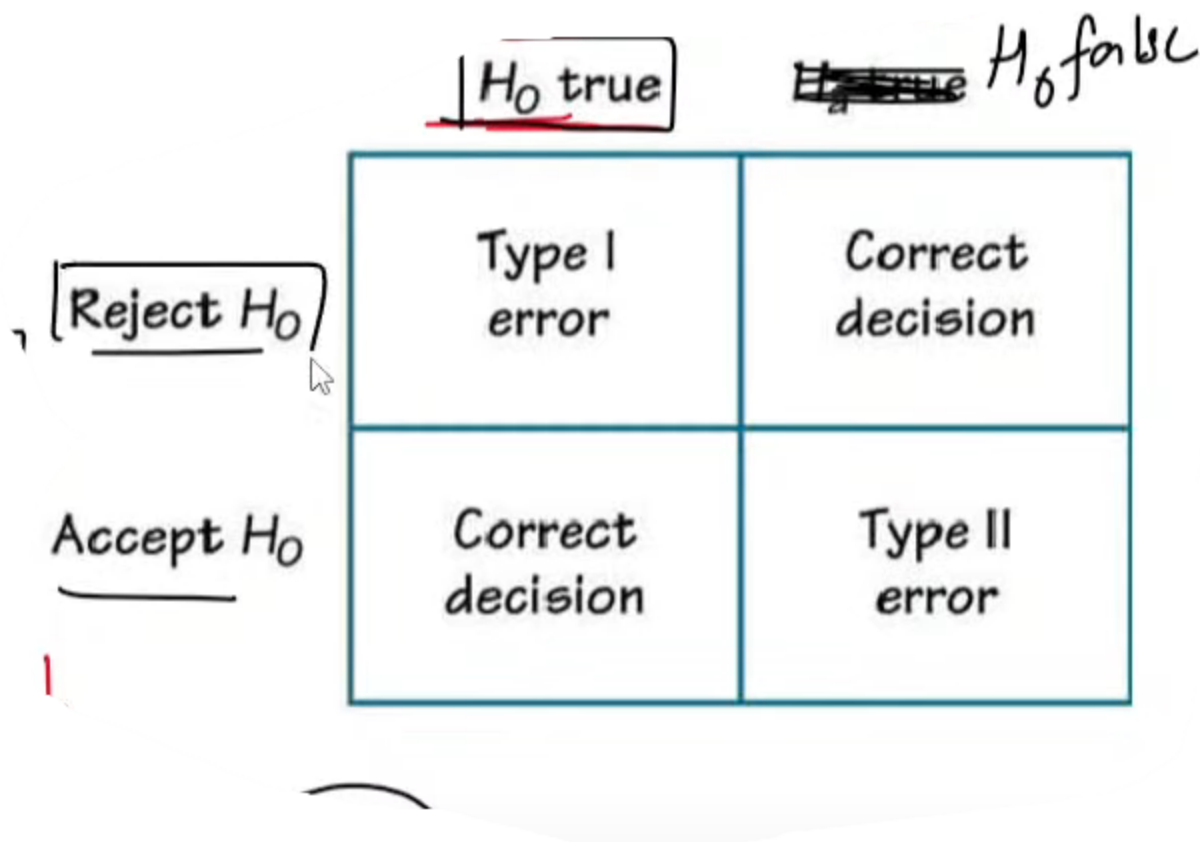 H₀ true
H₀ false
Type I
error
Correct
decision
Reject H₀
Accept H₀
Correct
decision
Type II
error